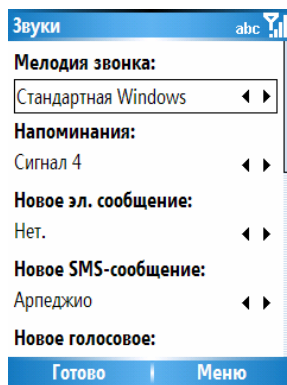 Звуки abc
Мелодия звонка:
Стандартная Windows
Напоминания:
Сигнал 4
Новое эл. сообщение:
Нет.
Новое SMS-сообщение:
Арпеджио
Новое голосовое:
Готово Меню